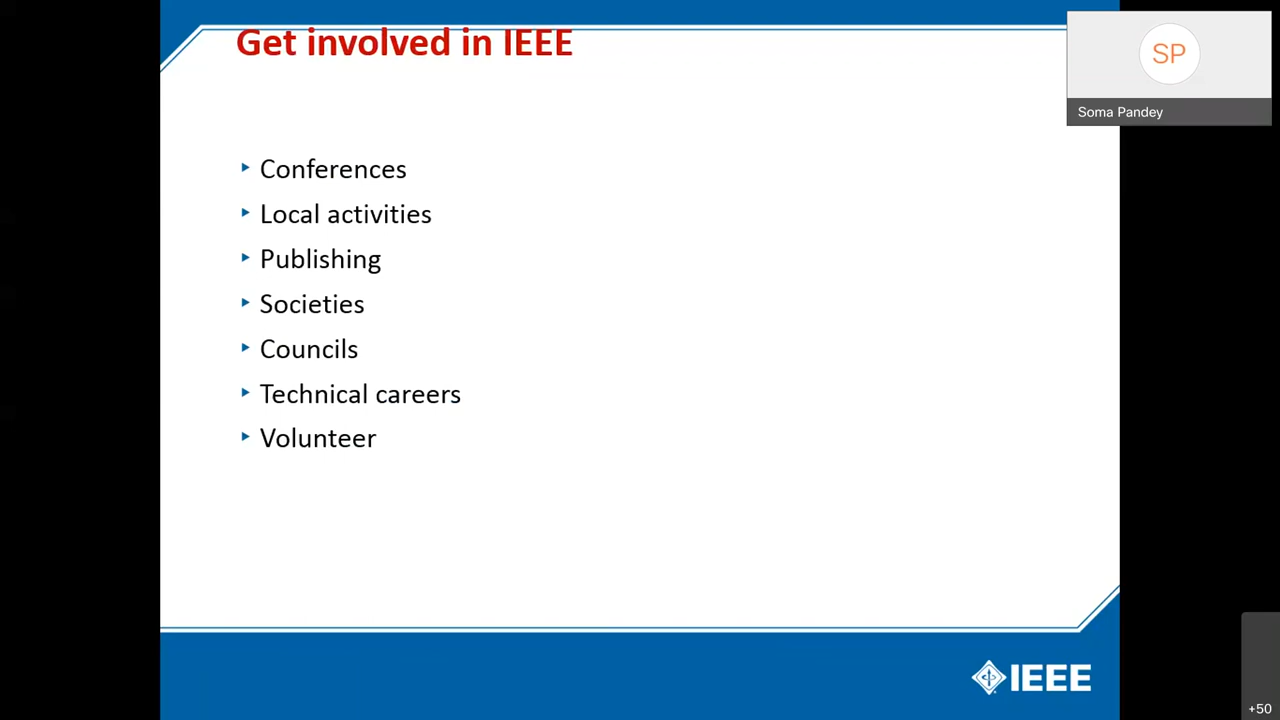 Get involved in IEEE
SP
Soma Pandey
Conferences
Local activities
Publishing
Societies
Councils
Technical careers
Volunteer
IEEE
+50